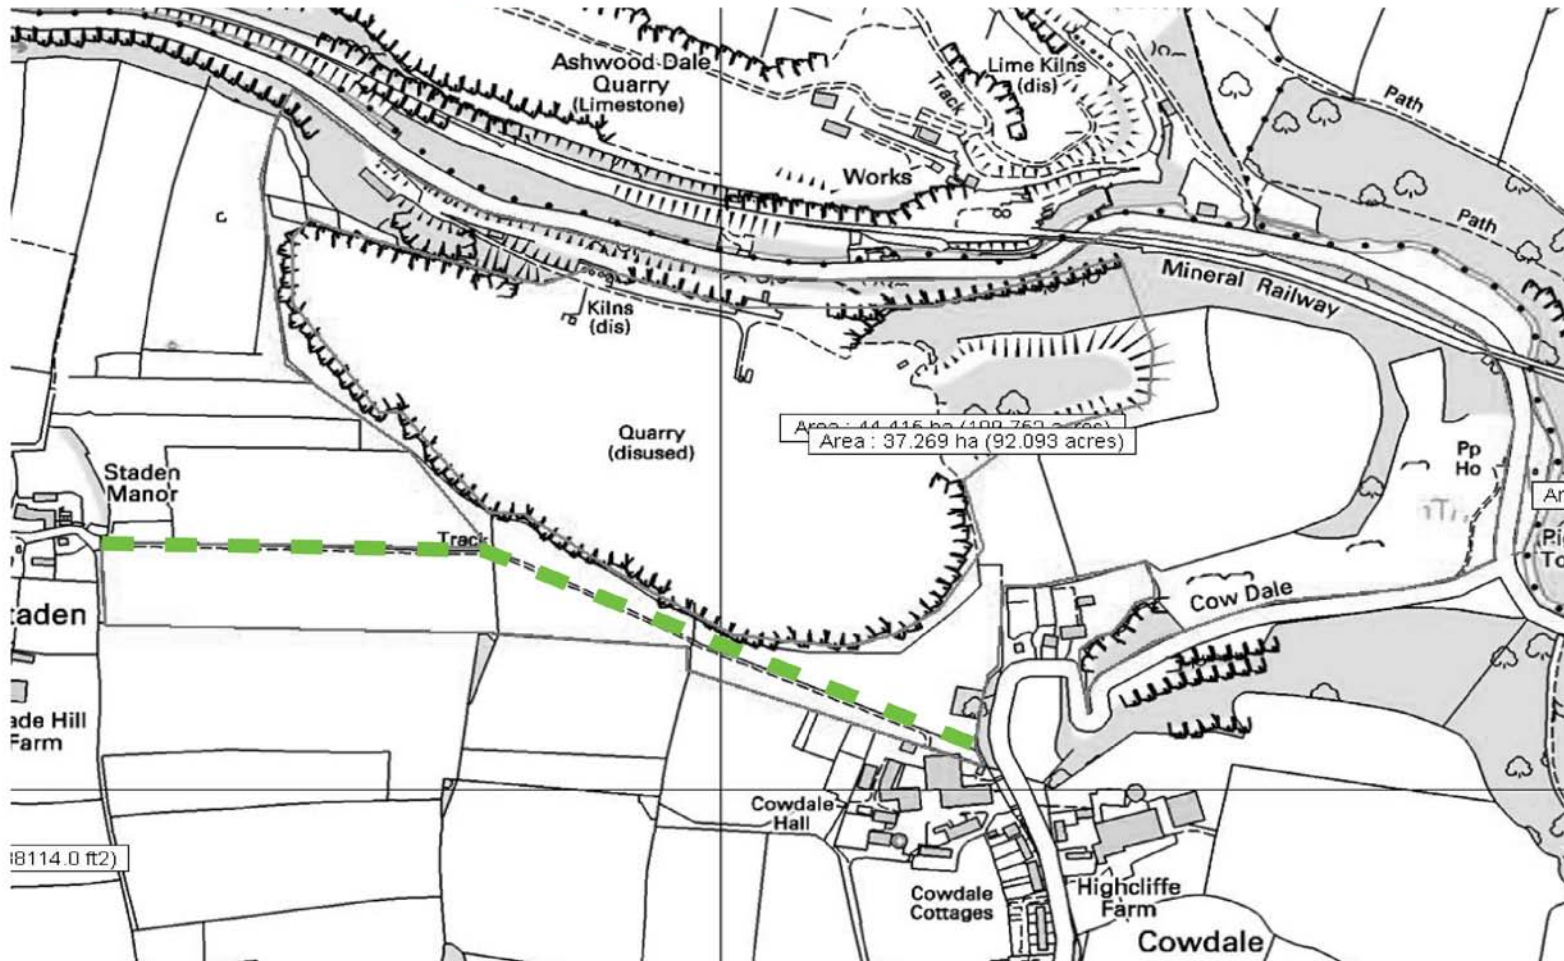 Ashwood Dale
Quarry
(Limestone)
Lime Kilns
(dis)
Track
Path
Works
Path
Mineral Railway
Kilns
(dis)
Quarry
(disused)
Area : 37.269 ha (92.093 acres)
Pp
Ho
Staden
Manor
Track
Cow Dale
taden
ade Hill
Farm
Cowdale
Hall
38114.0 ft2)
Cowdale
Cottages
Highcliffe
Farm
Cowdale